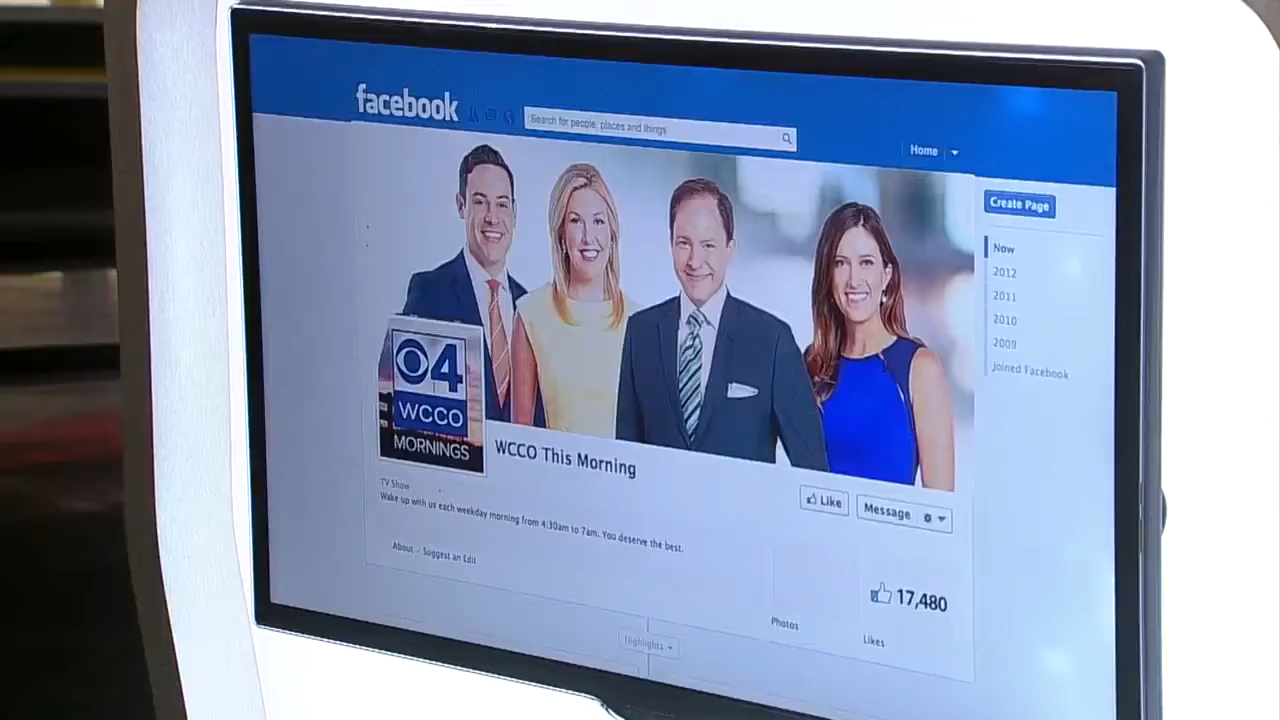 facebook
Search for people, places and things
Home
Create Page
Now
2012
2011
2010
2009
Joined Facebook
4
WCCO
MORNINGS
WCCO This Morning
TV Show
Wake up with us each weekday morning from 4:30am to 7am. You deserve the best.
About - Suggest an Edit
Like
Message
17,480
Photos
Likes
Highlights